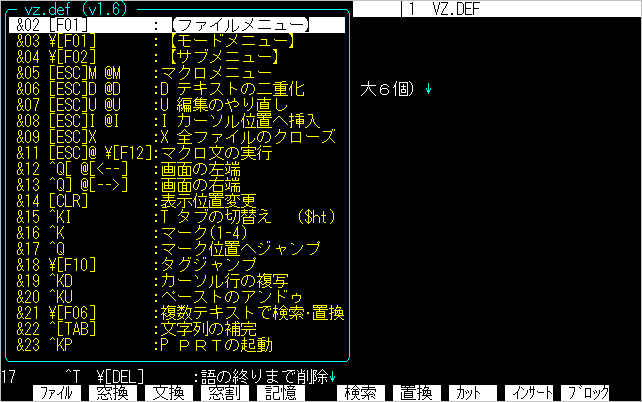 vz.def (v1.6)
1 VZ.DEF
&02 [F01] :【ファイルメニュー】
&03 ¥[F01] :【モードメニュー】
&04 ¥[F02] :【サブメニュー】
&05 [ESC]M @M :マクロメニュー
&06 [ESC]D @D :D テキストの二重化
大6個) ↓
&07 [ESC]U @U :U 編集のやり直し
&08 [ESC]I @I :I カーソル位置へ挿入
&09 [ESC]X :X 全ファイルのクローズ
&11 [ESC]@ ¥[F12]:マクロ文の実行
&12 ^Q[ @[<--] :画面の左端
&13 ^Q] @[-->] :画面の右端
&14 [CLR] :表示位置変更
&15 ^KI :T タブの切替え ($ht)
&16 ^K :マーク(1-4)
&17 ^Q :マーク位置へジャンプ
&18 ¥[F10] :タグジャンプ
&19 ^KD :カーソル行の複写
&20 ^KU :ペーストのアンドゥ
&21 ¥[F06] :複数テキストで検索・置換
&22 ^[TAB] :文字列の補完
&23 ^KP :P PRTの起動
17 ^T ¥[DEL] :語の終りまで削除↓
ファイル 窓換 文換 窓割 記憶 検索 置換 カット インサート ブロック